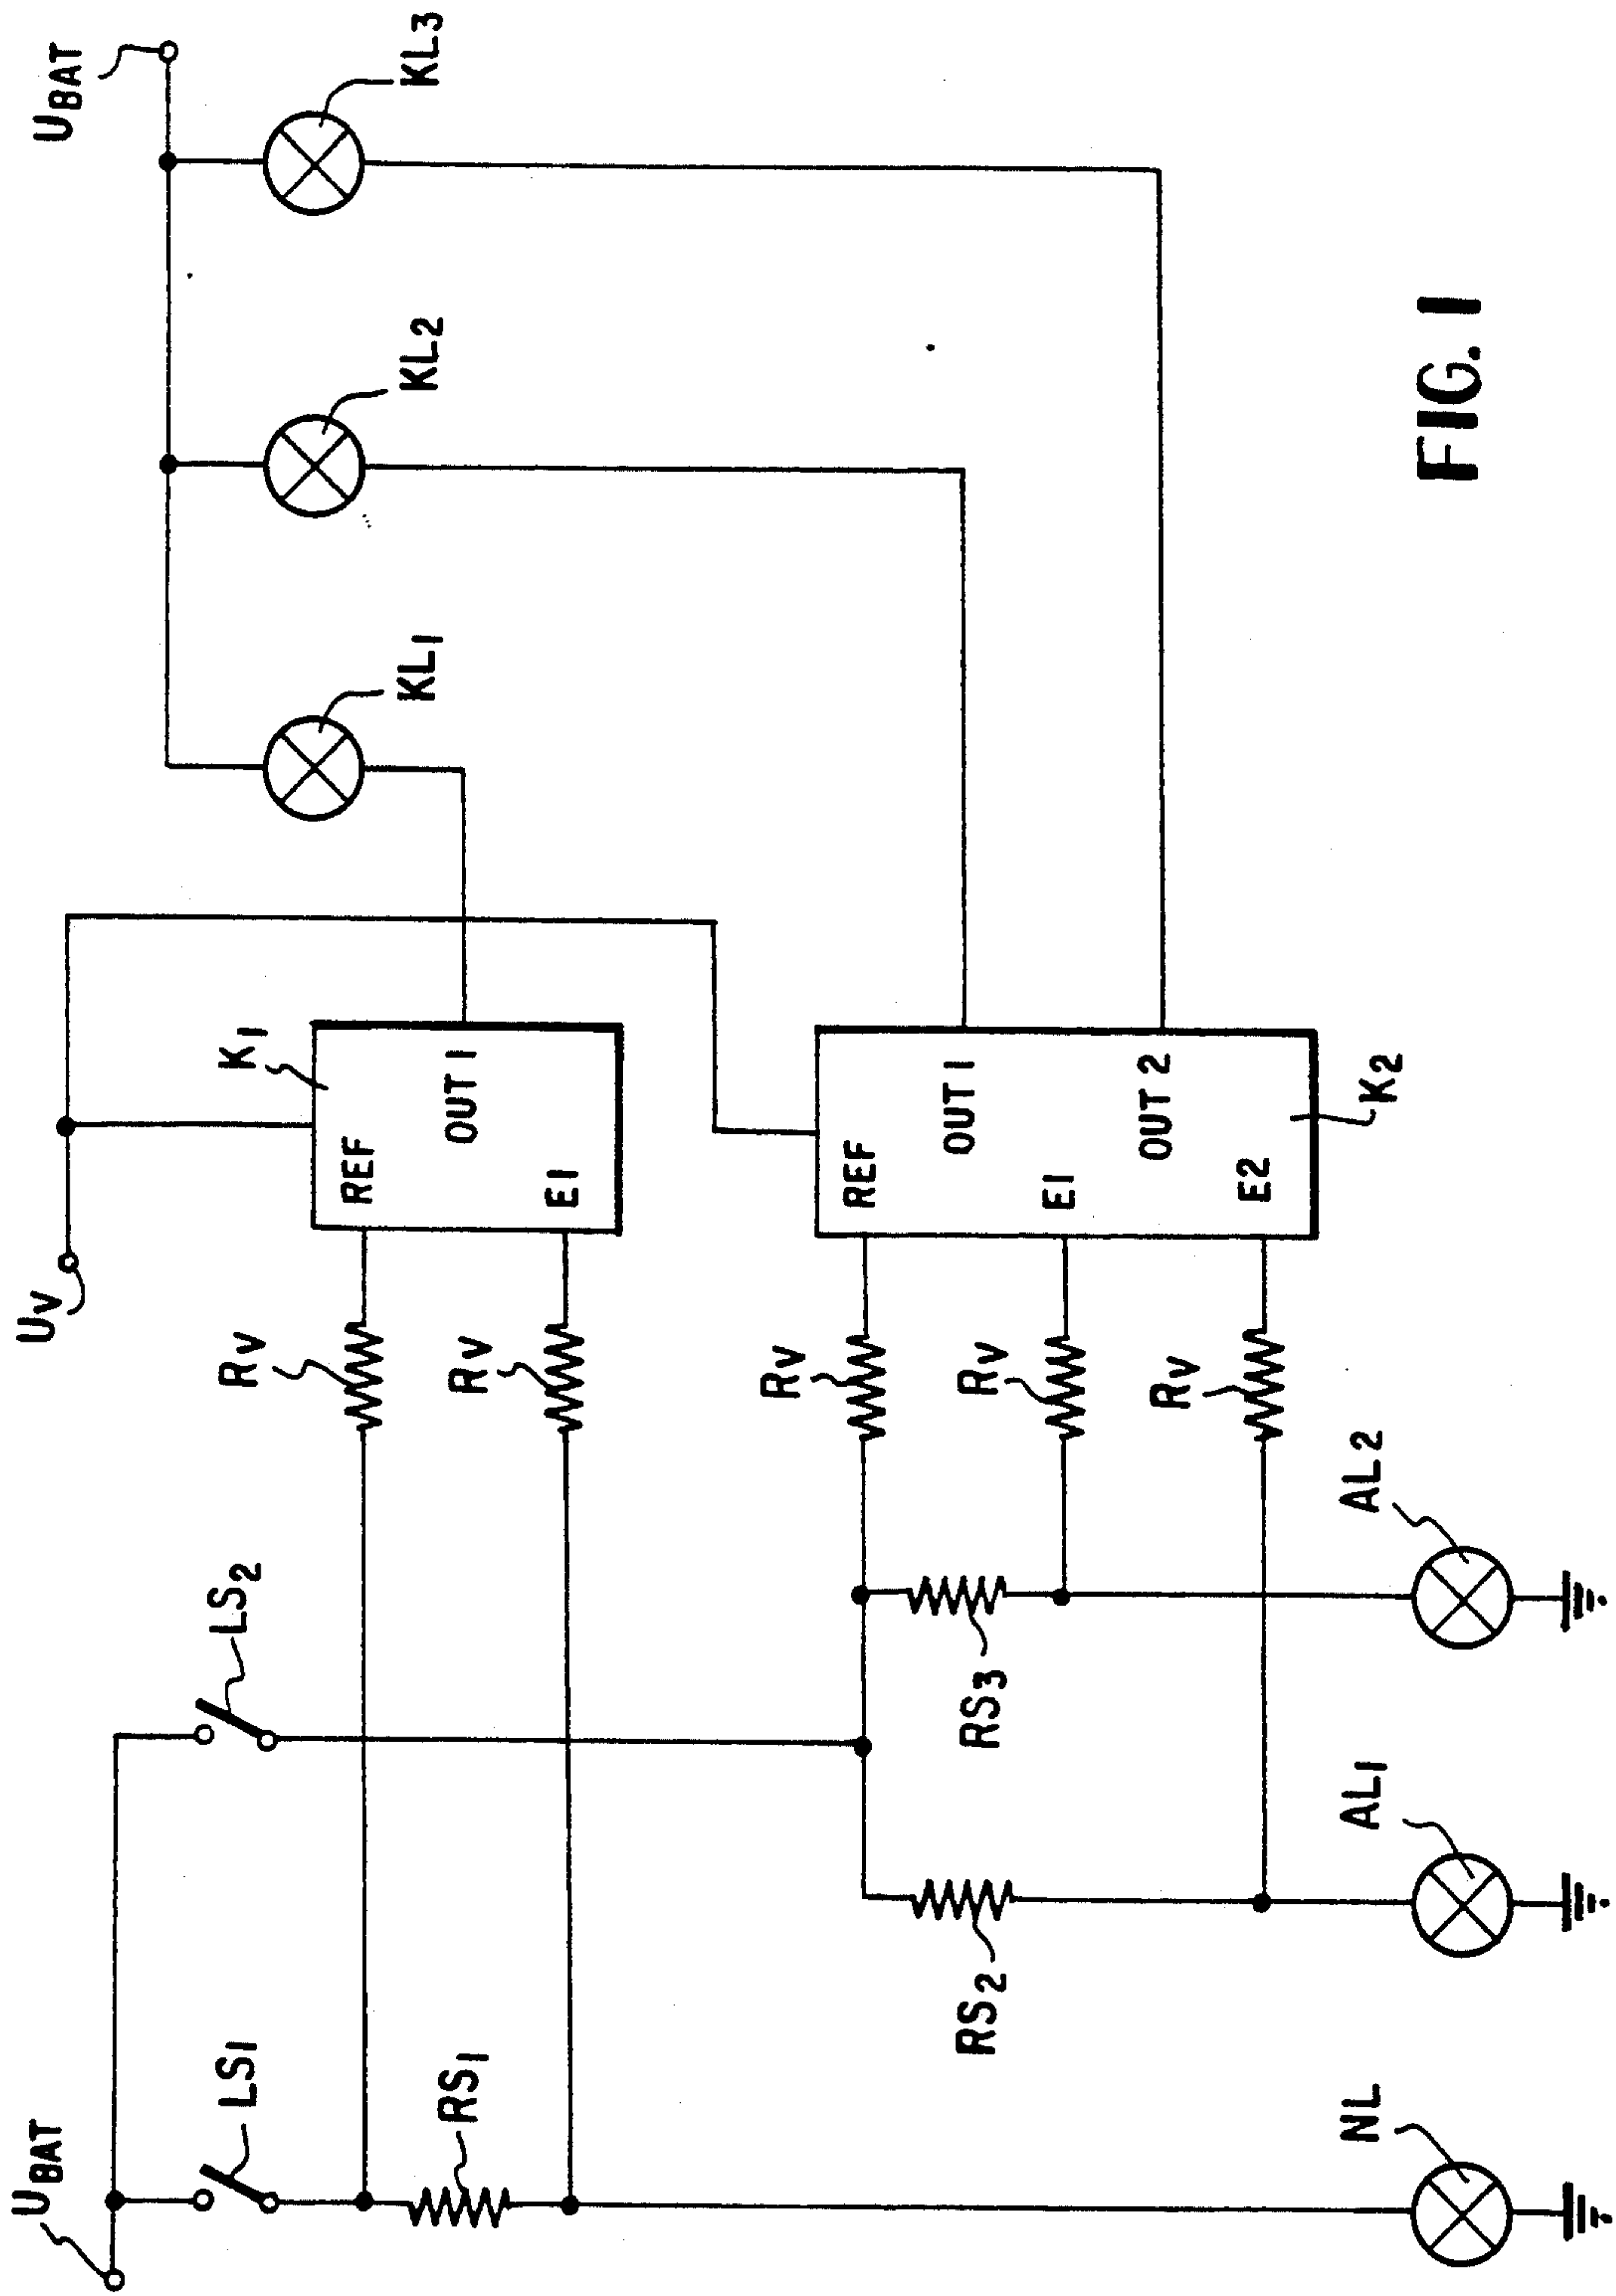 UBAT
UV
UBAT
LS1
LS2
K1
RV
REF
OUT 1
KL1
KL2
KL3
RS1
RV
E1
RV
REF
RS2
RS3
RV
OUT 1
E1
RV
OUT 2
E2
K2
NL
AL1
AL2
FIG. 1